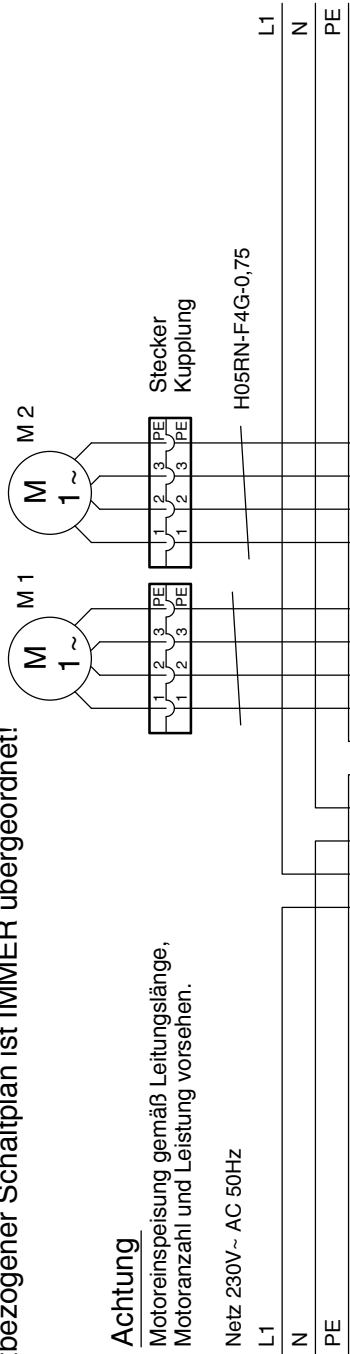 bezogener Schaltplan ist IMMER übergeordnet!
Achtung
Motoreinspeisung gemäß Leitungslänge,
Motoranzahl und Leistung vorsehen.
Netz 230V~ AC 50Hz
L1
N
PE
M 1
M
1~
M 2
M
1~
1 2 3 PE
1 2 3 PE
1 2 3 PE
1 2 3 PE
Stecker
Kupplung
H05RN-F4G-0,75
L1
N
PE